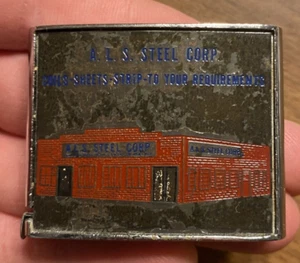 A. L. S. STEEL CORP.
COILS-SHEETS-STRIP-TO YOUR REQUIREMENTS
A.L.S. STEEL CORP.